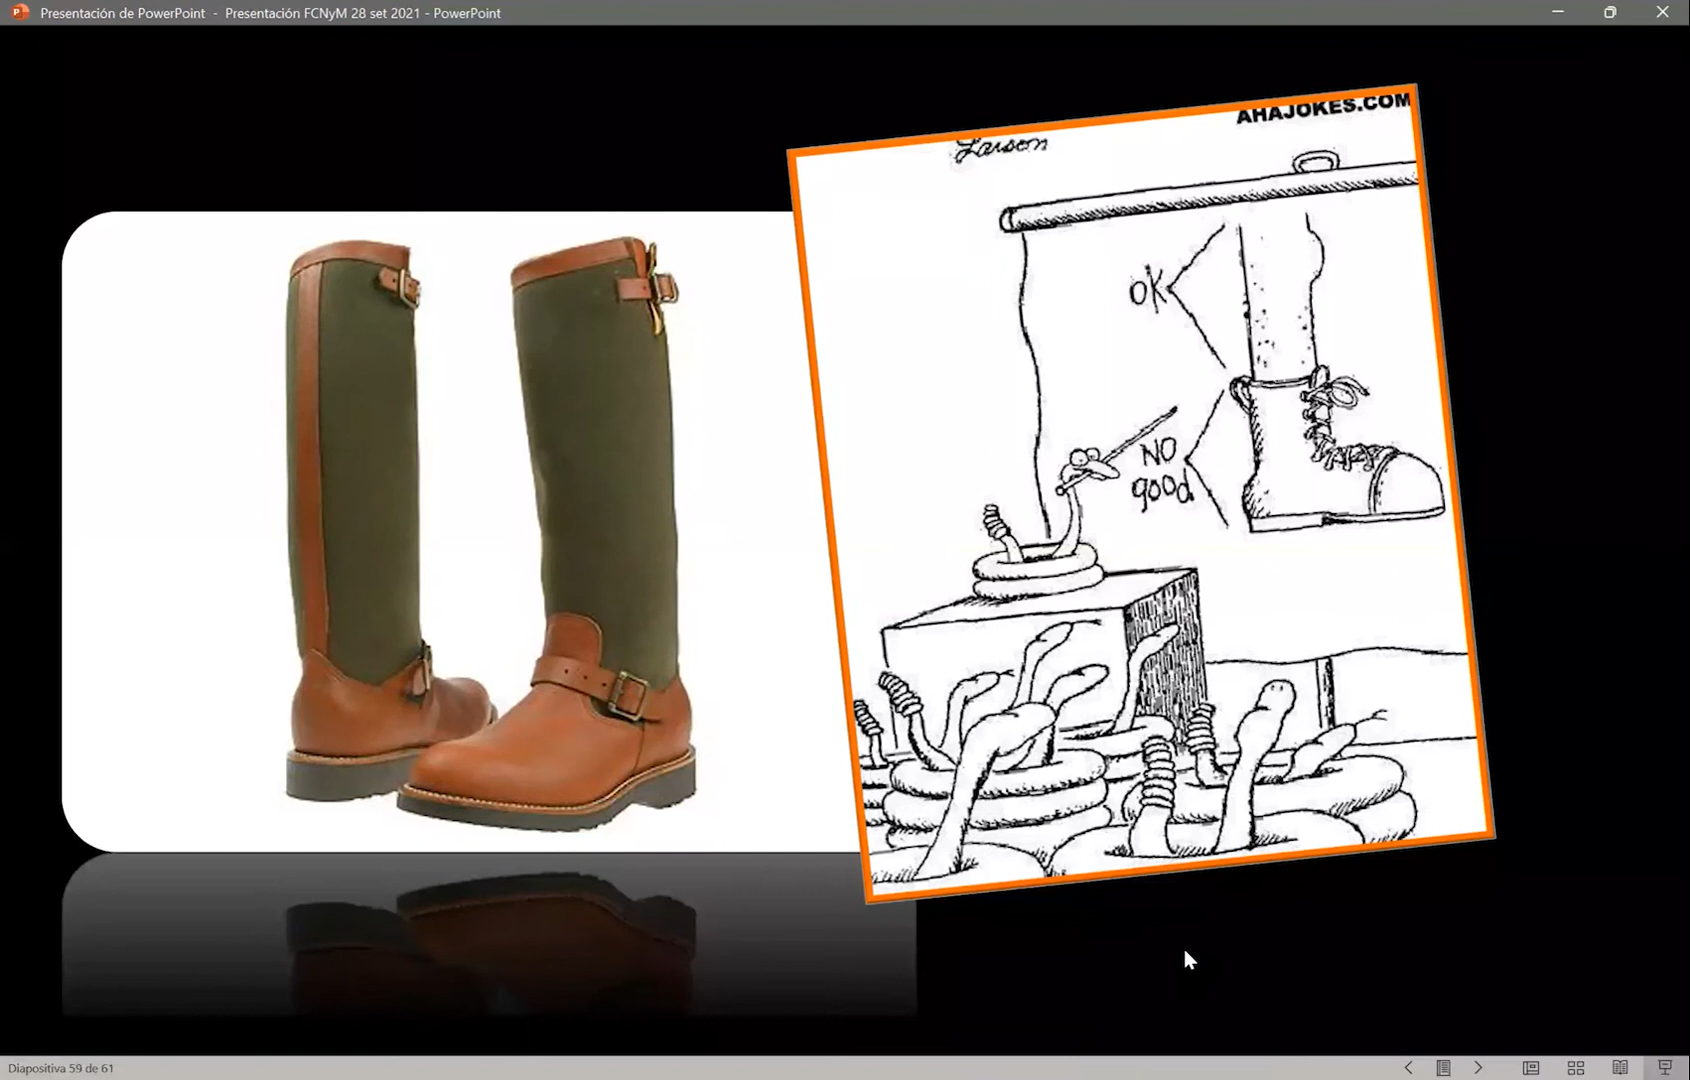 Presentación de PowerPoint - Presentación FCNyM 28 set 2021 - PowerPoint
AHAJOKES.COM
Larson
OK
NO
good
Diapositiva 59 de 61